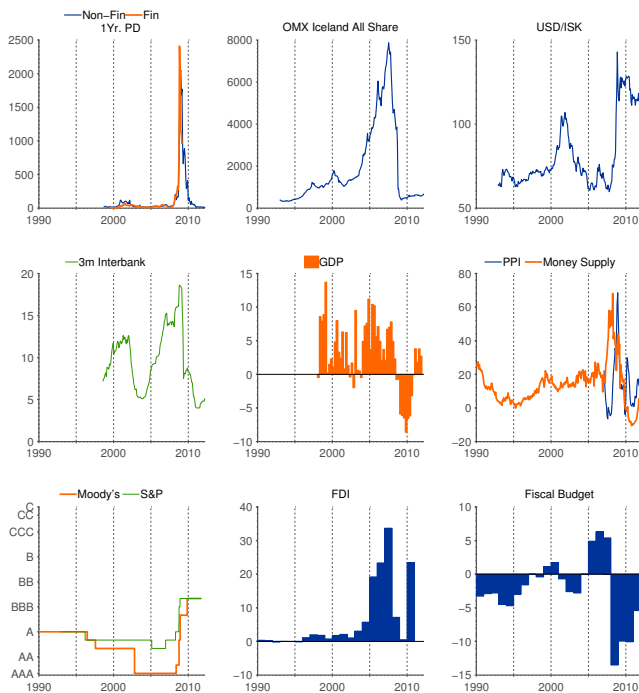 Non-Fin Fin
1Yr. PD
2500
2000
1500
1000
500
0
1990 2000 2010
OMX Iceland All Share
8000
6000
4000
2000
0
1990 2000 2010
USD/ISK
150
100
50
1990 2000 2010
3m Interbank
20
15
10
5
0
1990 2000 2010
GDP
15
10
5
0
−5
−10
1990 2000 2010
PPI Money Supply
80
60
40
20
0
−20
1990 2000 2010
Moody's S&P
C
CC
CCC
B
BB
BBB
A
AA
AAA
1990 2000 2010
FDI
40
30
20
10
0
−10
1990 2000 2010
Fiscal Budget
15
10
5
0
−5
−10
−15
1990 2000 2010